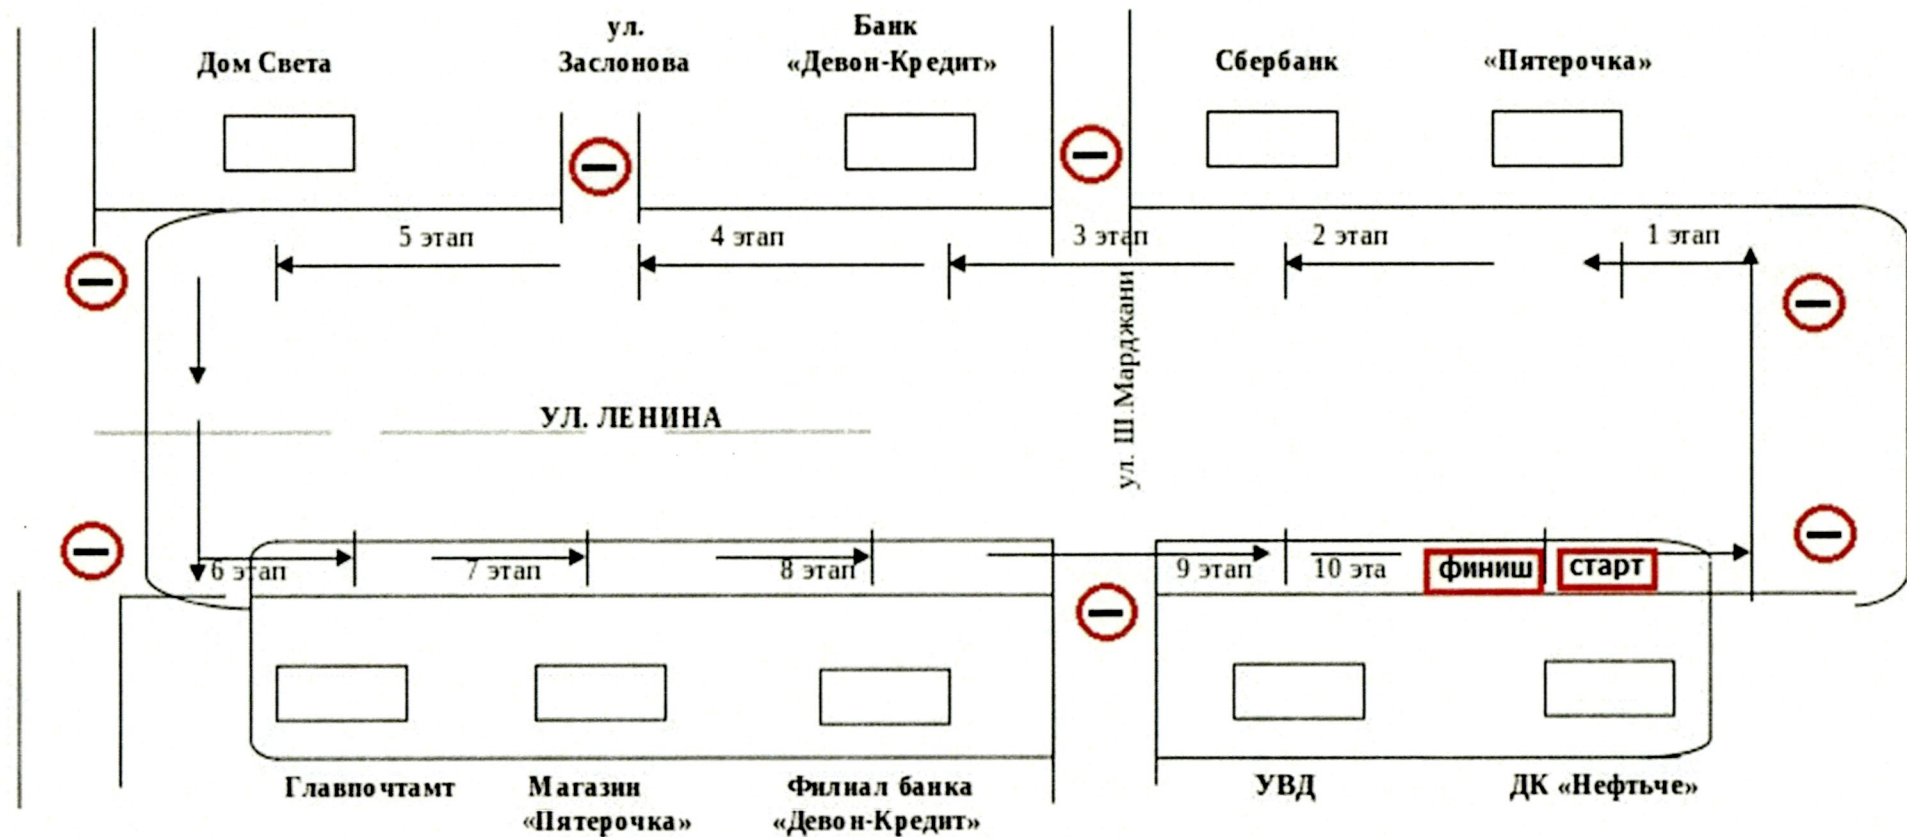 Дом Света
ул.
Заслонова
Банк
«Девон-Кредит»
Сбербанк
«Пятерочка»
5 этап
4 этап
3 этап
2 этап
1 этап
УЛ. ЛЕНИНА
ул. Ш.Марджани
6 этап
7 этап
8 этап
9 этап
10 эта
финиш
старт
Главпочтамт
Магазин
«Пятерочка»
Филиал банка
«Девон-Кредит»
УВД
ДК «Нефтьче»